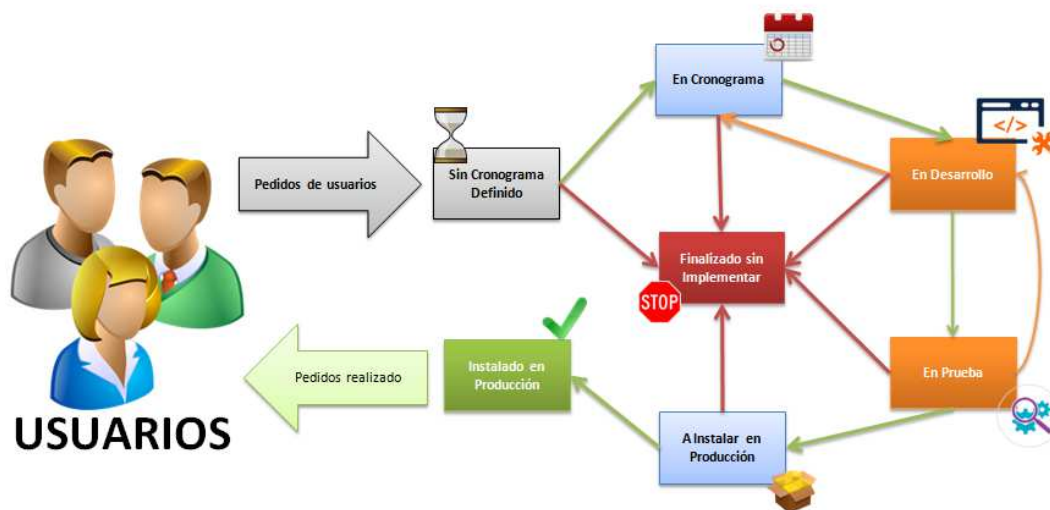 En Cronograma
</>
Pedidos de usuarios
Sin Cronograma
Definido
En Desarrollo
Finalizado sin
Implementar
STOP
Instalado en
Producción
En Prueba
Pedidos realizado
A Instalar en
Producción
USUARIOS